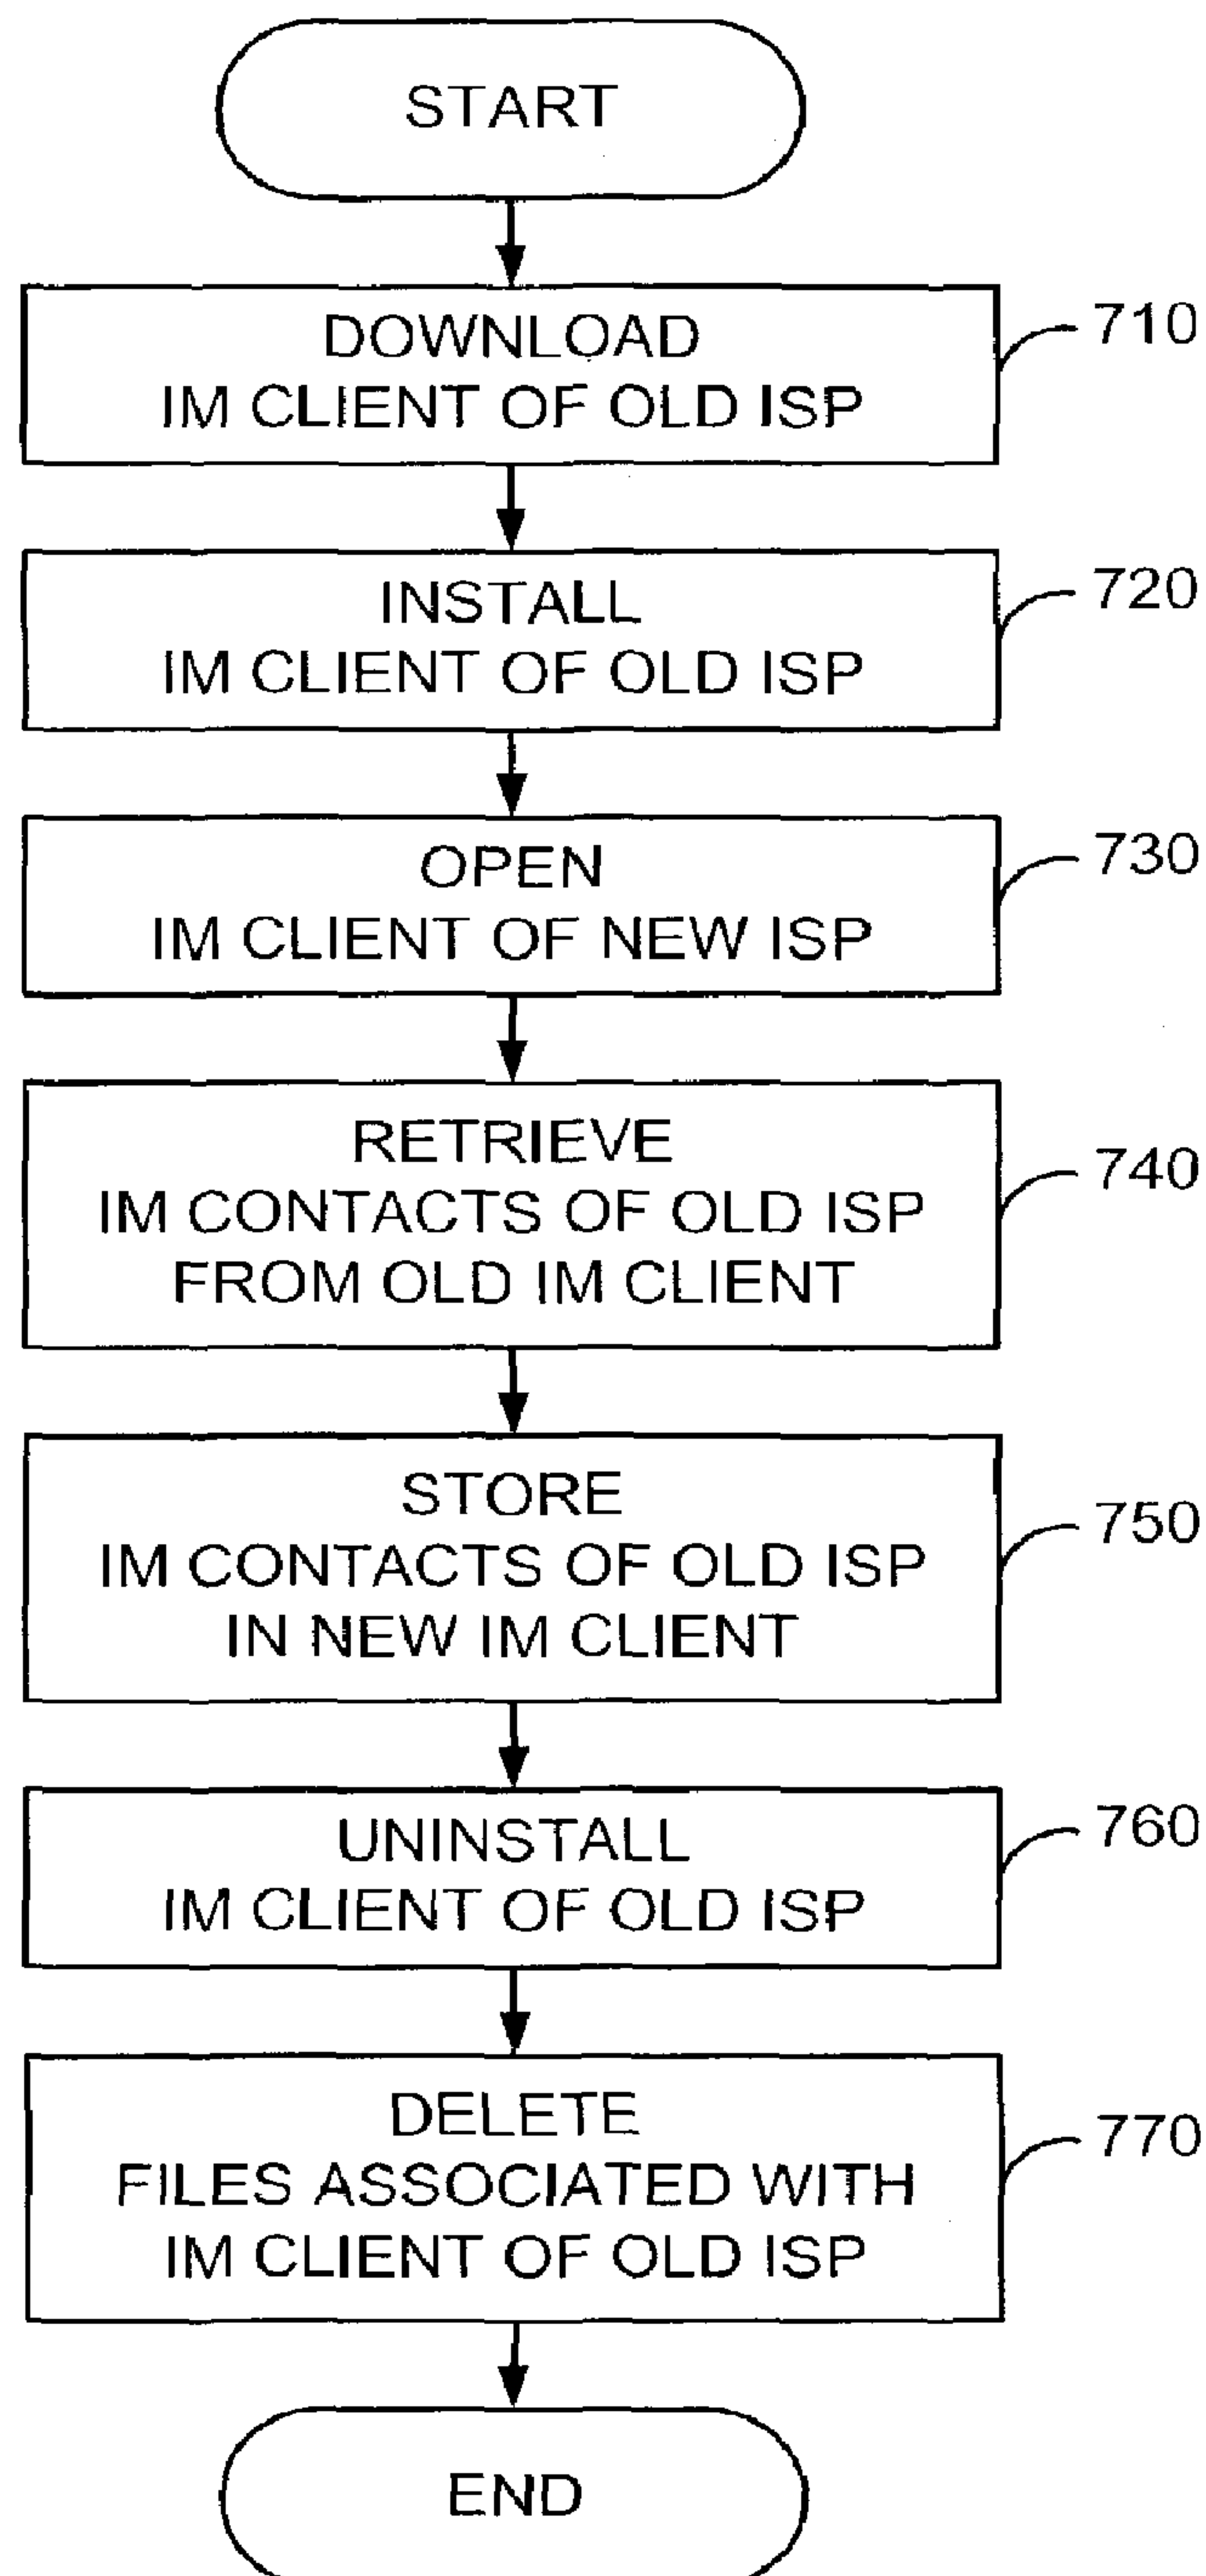 START
DOWNLOAD
IM CLIENT OF OLD ISP
710
INSTALL
IM CLIENT OF OLD ISP
720
OPEN
IM CLIENT OF NEW ISP
730
RETRIEVE
IM CONTACTS OF OLD ISP
FROM OLD IM CLIENT
740
STORE
IM CONTACTS OF OLD ISP
IN NEW IM CLIENT
750
UNINSTALL
IM CLIENT OF OLD ISP
760
DELETE
FILES ASSOCIATED WITH
IM CLIENT OF OLD ISP
770
END